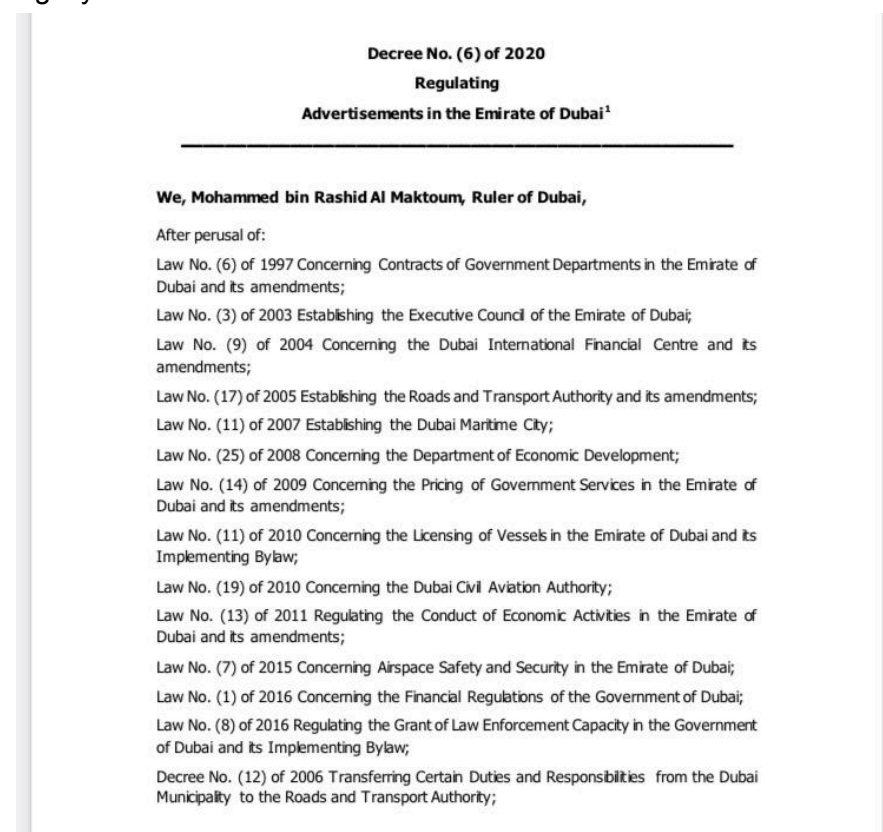 Decree No. (6) of 2020
Regulating
Advertisements in the Emirate of Dubai¹
We, Mohammed bin Rashid Al Maktoum, Ruler of Dubai,
After perusal of:
Law No. (6) of 1997 Concerning Contracts of Government Departments in the Emirate of
Dubai and its amendments;
Law No. (3) of 2003 Establishing the Executive Council of the Emirate of Dubai;
Law No. (9) of 2004 Concerning the Dubai International Financial Centre and its
amendments;
Law No. (17) of 2005 Establishing the Roads and Transport Authority and its amendments;
Law No. (11) of 2007 Establishing the Dubai Maritime City;
Law No. (25) of 2008 Concerning the Department of Economic Development;
Law No. (14) of 2009 Concerning the Pricing of Government Services in the Emirate of
Dubai and its amendments;
Law No. (11) of 2010 Concerning the Licensing of Vessels in the Emirate of Dubai and its
Implementing Bylaw;
Law No. (19) of 2010 Concerning the Dubai Civil Aviation Authority;
Law No. (13) of 2011 Regulating the Conduct of Economic Activities in the Emirate of
Dubai and its amendments;
Law No. (7) of 2015 Concerning Airspace Safety and Security in the Emirate of Dubai;
Law No. (1) of 2016 Concerning the Financial Regulations of the Government of Dubai;
Law No. (8) of 2016 Regulating the Grant of Law Enforcement Capacity in the Government
of Dubai and its Implementing Bylaw;
Decree No. (12) of 2006 Transferring Certain Duties and Responsibilities from the Dubai
Municipality to the Roads and Transport Authority;